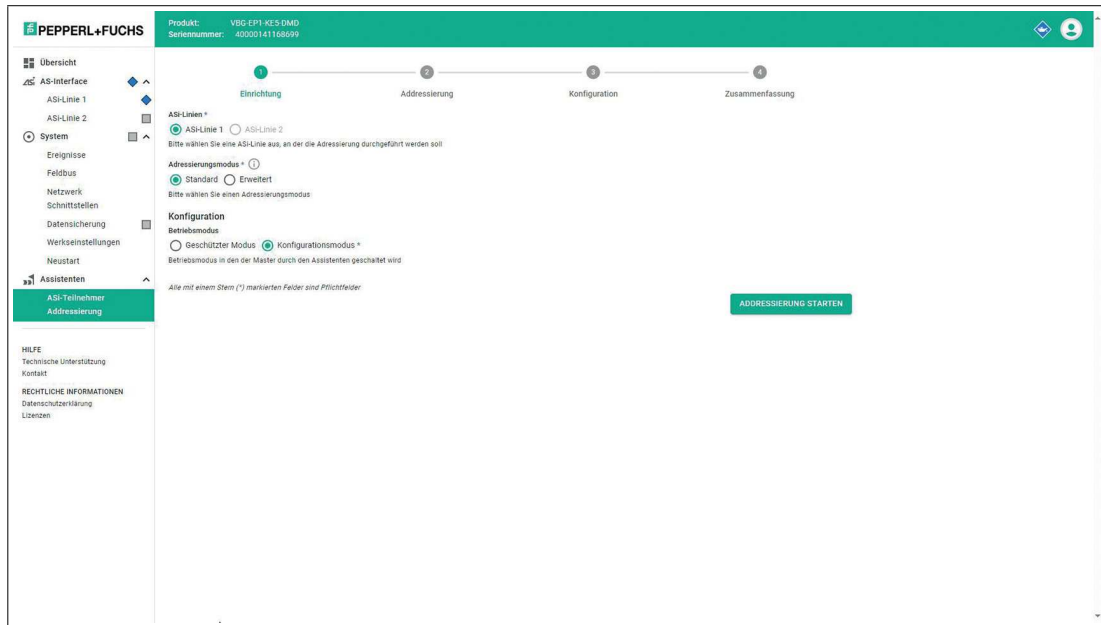 PEPPERL+FUCHS
Produkt: VBG-EP1-KE5-DMD
Seriennummer: 40000141168699
Übersicht
AS-Interface
ASi-Linie 1
ASi-Linie 2
System
Ereignisse
Feldbus
Netzwerk
Schnittstellen
Datensicherung
Werkseinstellungen
Neustart
Assistenten
ASi-Teilnehmer
Addressierung
HILFE
Technische Unterstützung
Kontakt
RECHTLICHE INFORMATIONEN
Datenschutzerklärung
Lizenzen
1 2 3 4
Einrichtung Addressierung Konfiguration Zusammenfassung
ASi-Linien *
ASi-Linie 1 ASi-Linie 2
Bitte wählen Sie eine ASi-Linie aus, an der die Adressierung durchgeführt werden soll
Adressierungsmodus * i
Standard Erweitert
Bitte wählen Sie einen Adressierungsmodus
Konfiguration
Betriebsmodus
Geschützter Modus Konfigurationsmodus *
Betriebsmodus in den der Master durch den Assistenten geschaltet wird
Alle mit einem Stern (*) markierten Felder sind Pflichtfelder
ADDRESSIERUNG STARTEN